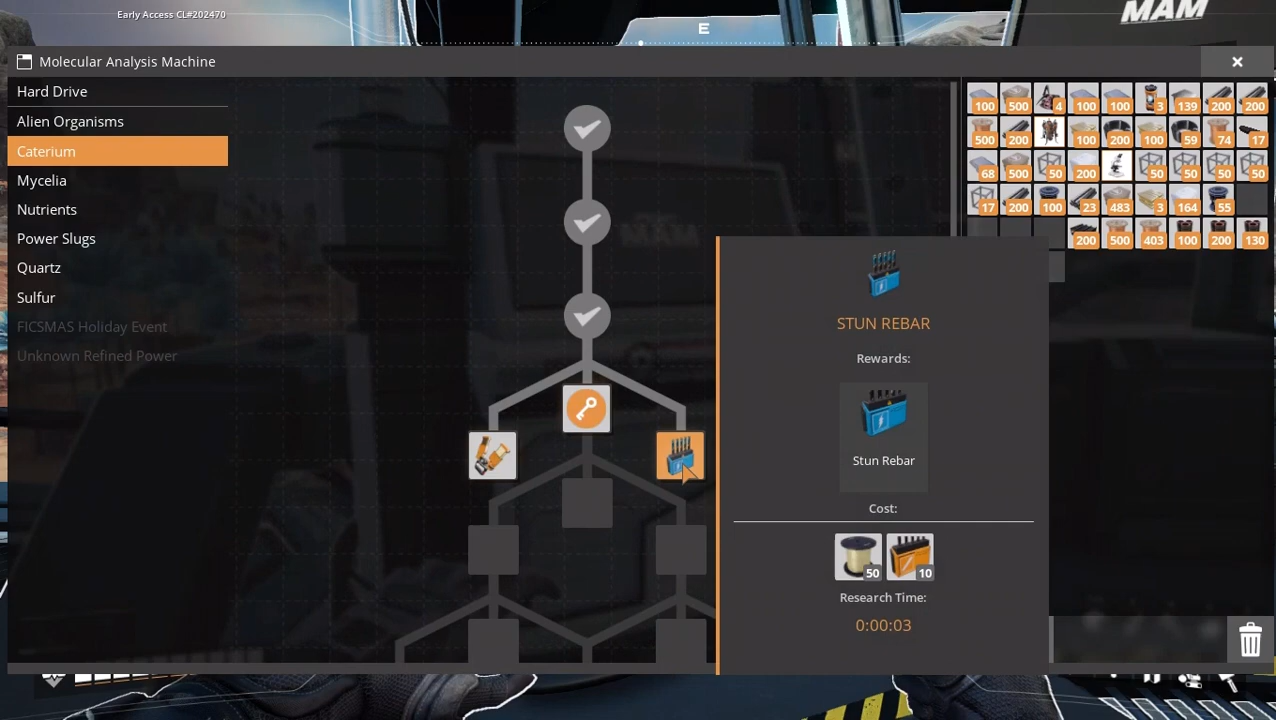 Early Access CL#202470
E
MAM
Molecular Analysis Machine
Hard Drive
Alien Organisms
Caterium
Mycelia
Nutrients
Power Slugs
Quartz
Sulfur
FICSMAS Holiday Event
Unknown Refined Power
100 500 4 100 100 3 139 200 200
500 200 100 200 100 59 74 17
68 500 50 200 50 50 50 50
17 200 100 23 483 3 164 55
200 500 403 100 200 130
STUN REBAR
Rewards:
Stun Rebar
Cost:
50 10
Research Time:
0:00:03